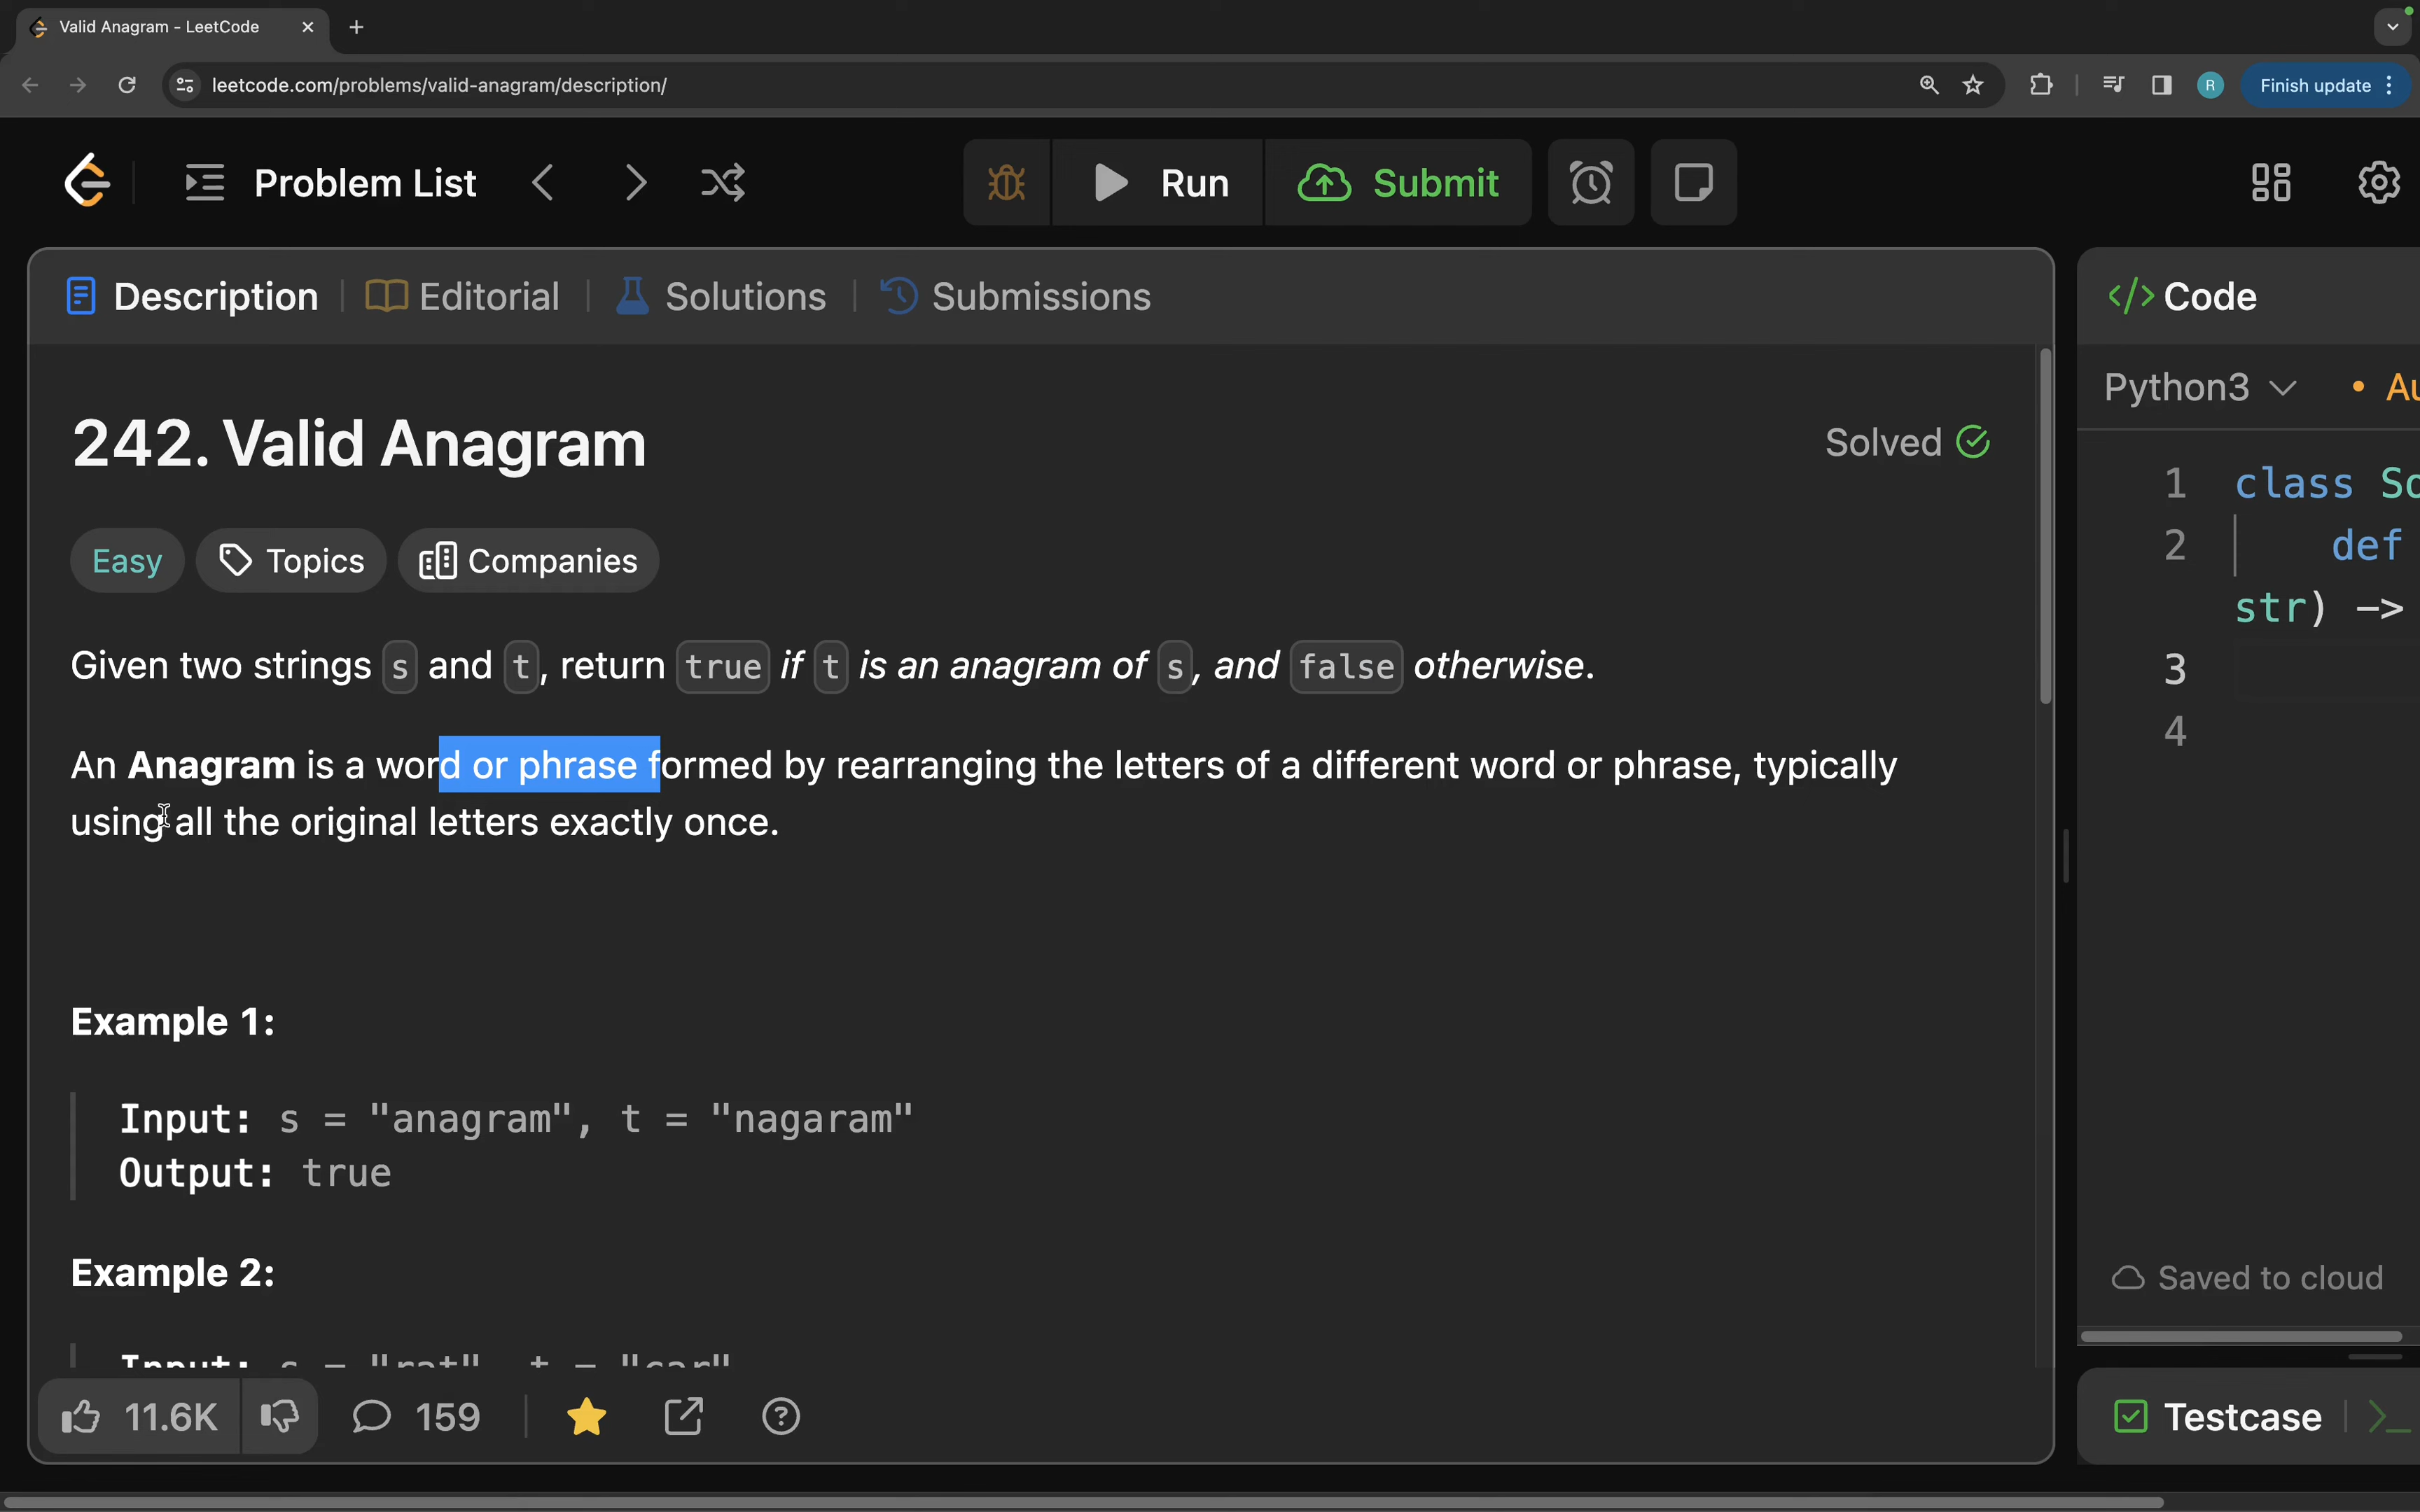 Valid Anagram - LeetCode
leetcode.com/problems/valid-anagram/description/
R
Finish update
Problem List
Run
Submit
Description
Editorial
Solutions
Submissions
242. Valid Anagram
Solved
Easy
Topics
Companies
Given two strings s and t, return true if t is an anagram of s, and false otherwise.
An Anagram is a word or phrase formed by rearranging the letters of a different word or phrase, typically
using all the original letters exactly once.
Example 1:
Input: s = "anagram", t = "nagaram"
Output: true
Example 2:
Input: s = "rat", t = "car"
11.6K
159
</> Code
Python3
Au
1 class So
2 def
str) ->
3
4
Saved to cloud
Testcase